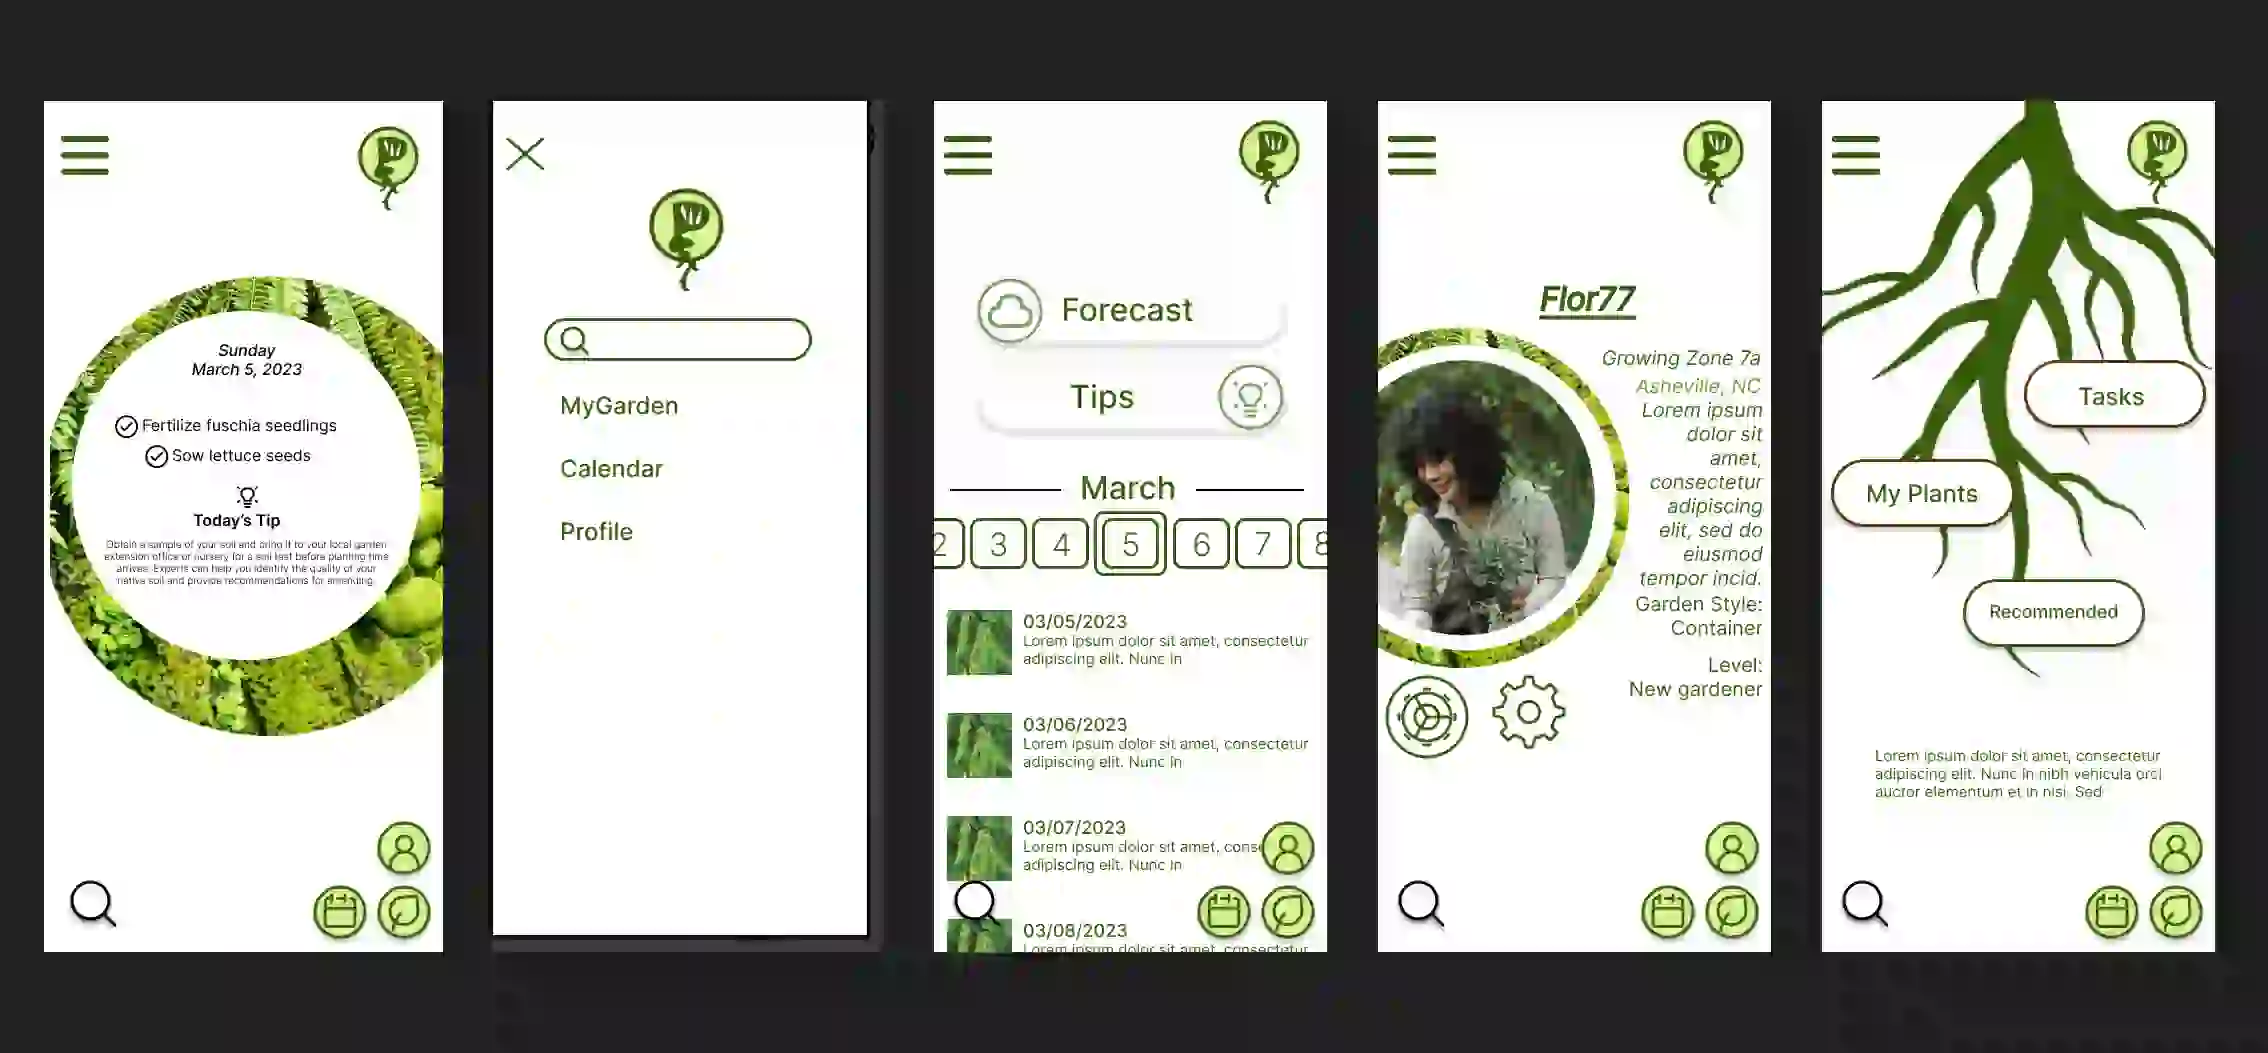 Sunday
March 5, 2023
Fertilize fuschia seedlings
Sow lettuce seeds
Today's Tip
Obtain a sample of your soil and bring it to your local garden
extension office or nursery for a soil test before planting time
arrives. Experts can help you identify the quality of your
native soil and provide recommendations for amending.
MyGarden
Calendar
Profile
Forecast
Tips
March
2 3 4 5 6 7 8
03/05/2023
Lorem ipsum dolor sit amet, consectetur
adipiscing elit. Nunc in
03/06/2023
Lorem ipsum dolor sit amet, consectetur
adipiscing elit. Nunc in
03/07/2023
Lorem ipsum dolor sit amet, conse
adipiscing elit. Nunc in
03/08/2023
Lorem ipsum dolor sit amet, consectetur
Flor77
Growing Zone 7a
Asheville, NC
Lorem ipsum
dolor sit
amet,
consectetur
adipiscing
elit, sed do
eiusmod
tempor incid.
Garden Style:
Container
Level:
New gardener
Tasks
My Plants
Recommended
Lorem ipsum dolor sit amet, consectetur
adipiscing elit. Nunc in nibh vehicula orci
auctor elementum et in nisi. Sed